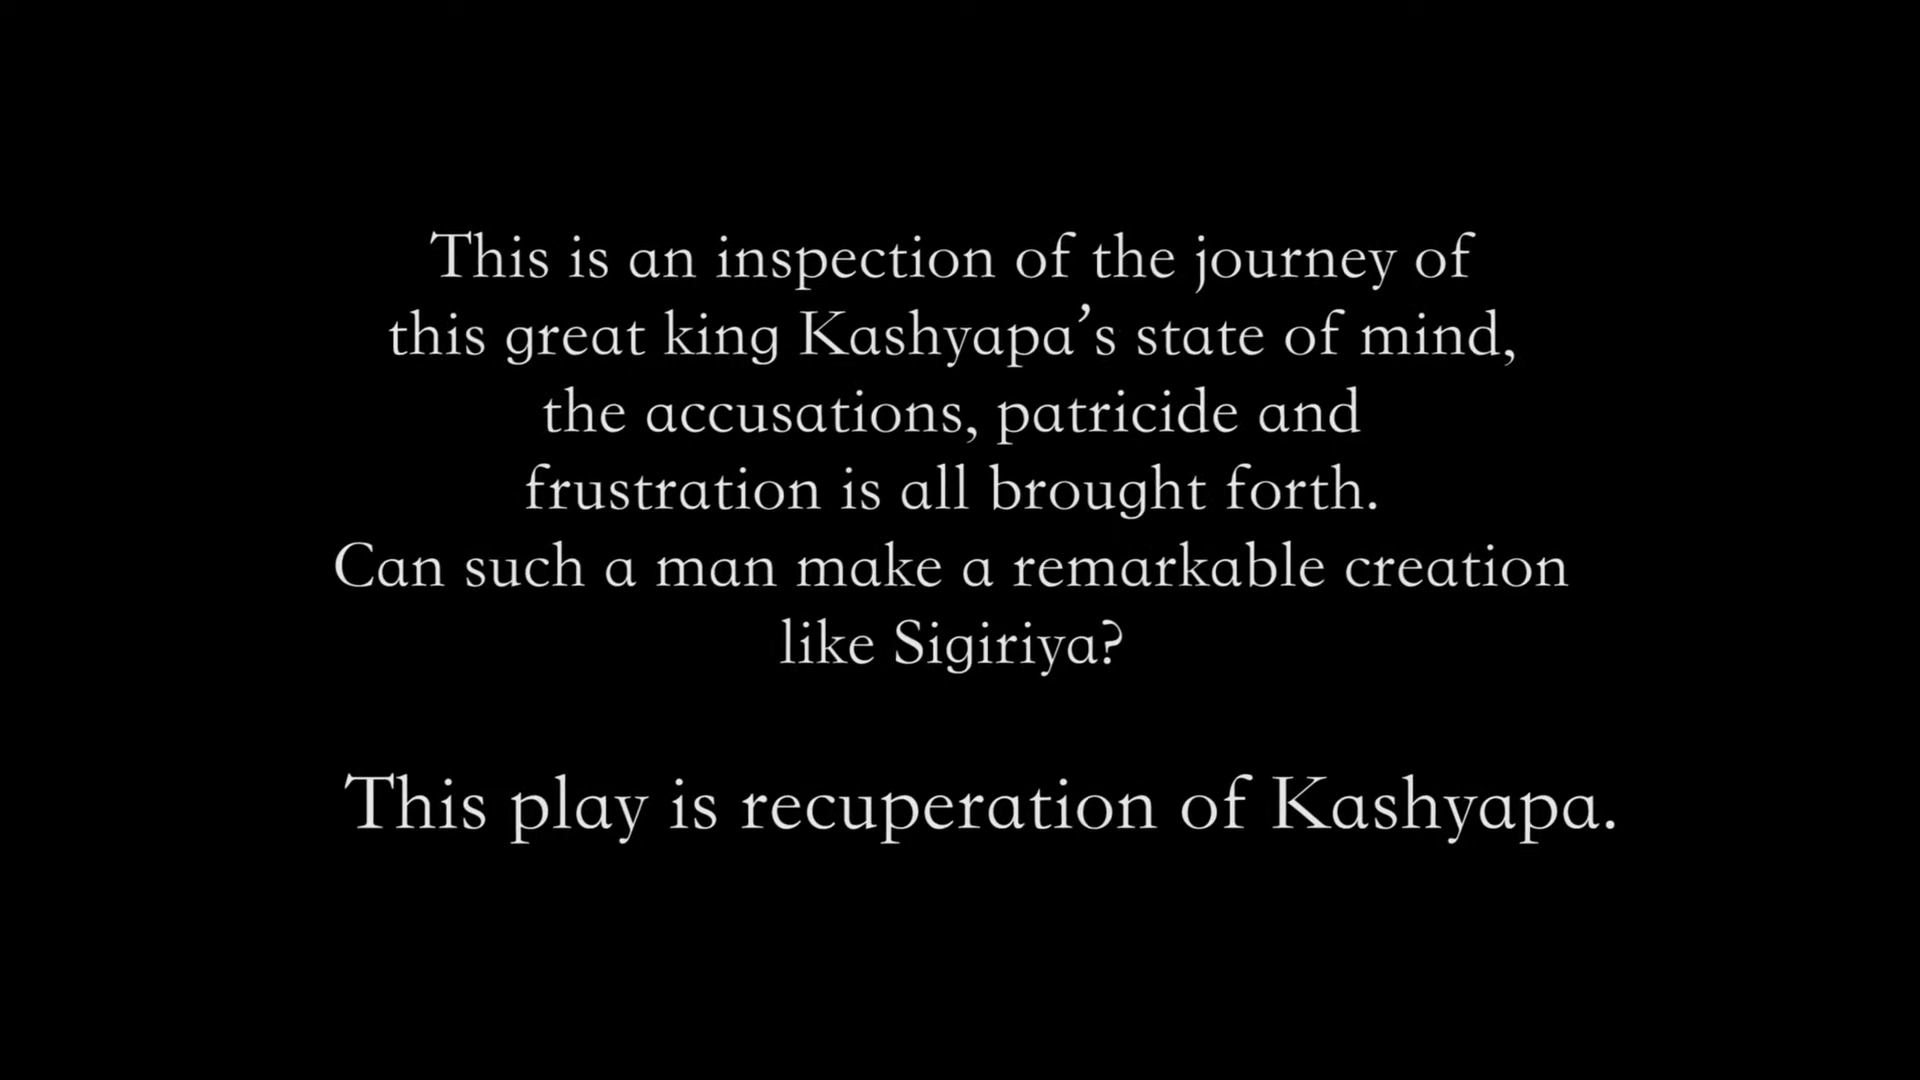 This is an inspection of the journey of
this great king Kashyapa’s state of mind,
the accusations, patricide and
frustration is all brought forth.
Can such a man make a remarkable creation
like Sigiriya?
This play is recuperation of Kashyapa.